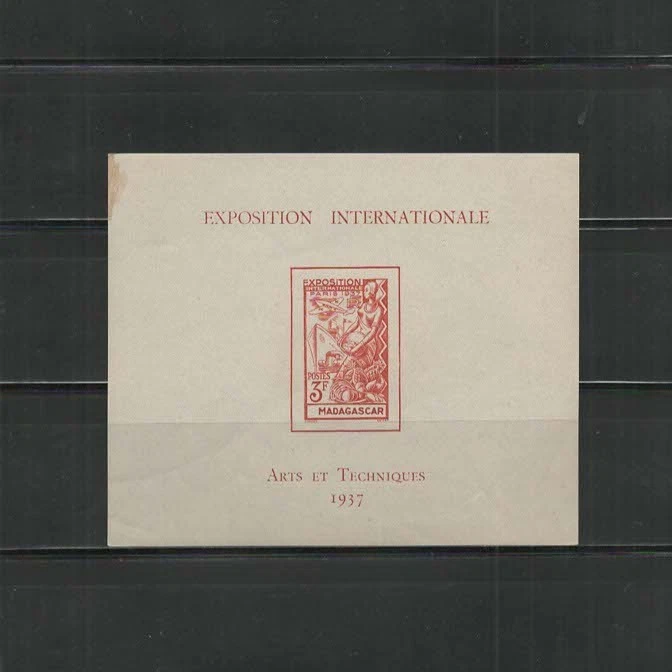 EXPOSITION INTERNATIONALE
EXPOSITION
INTERNATIONALE
PARIS 1937
POSTES
3F
MADAGASCAR
ARTS ET TECHNIQUES
1937